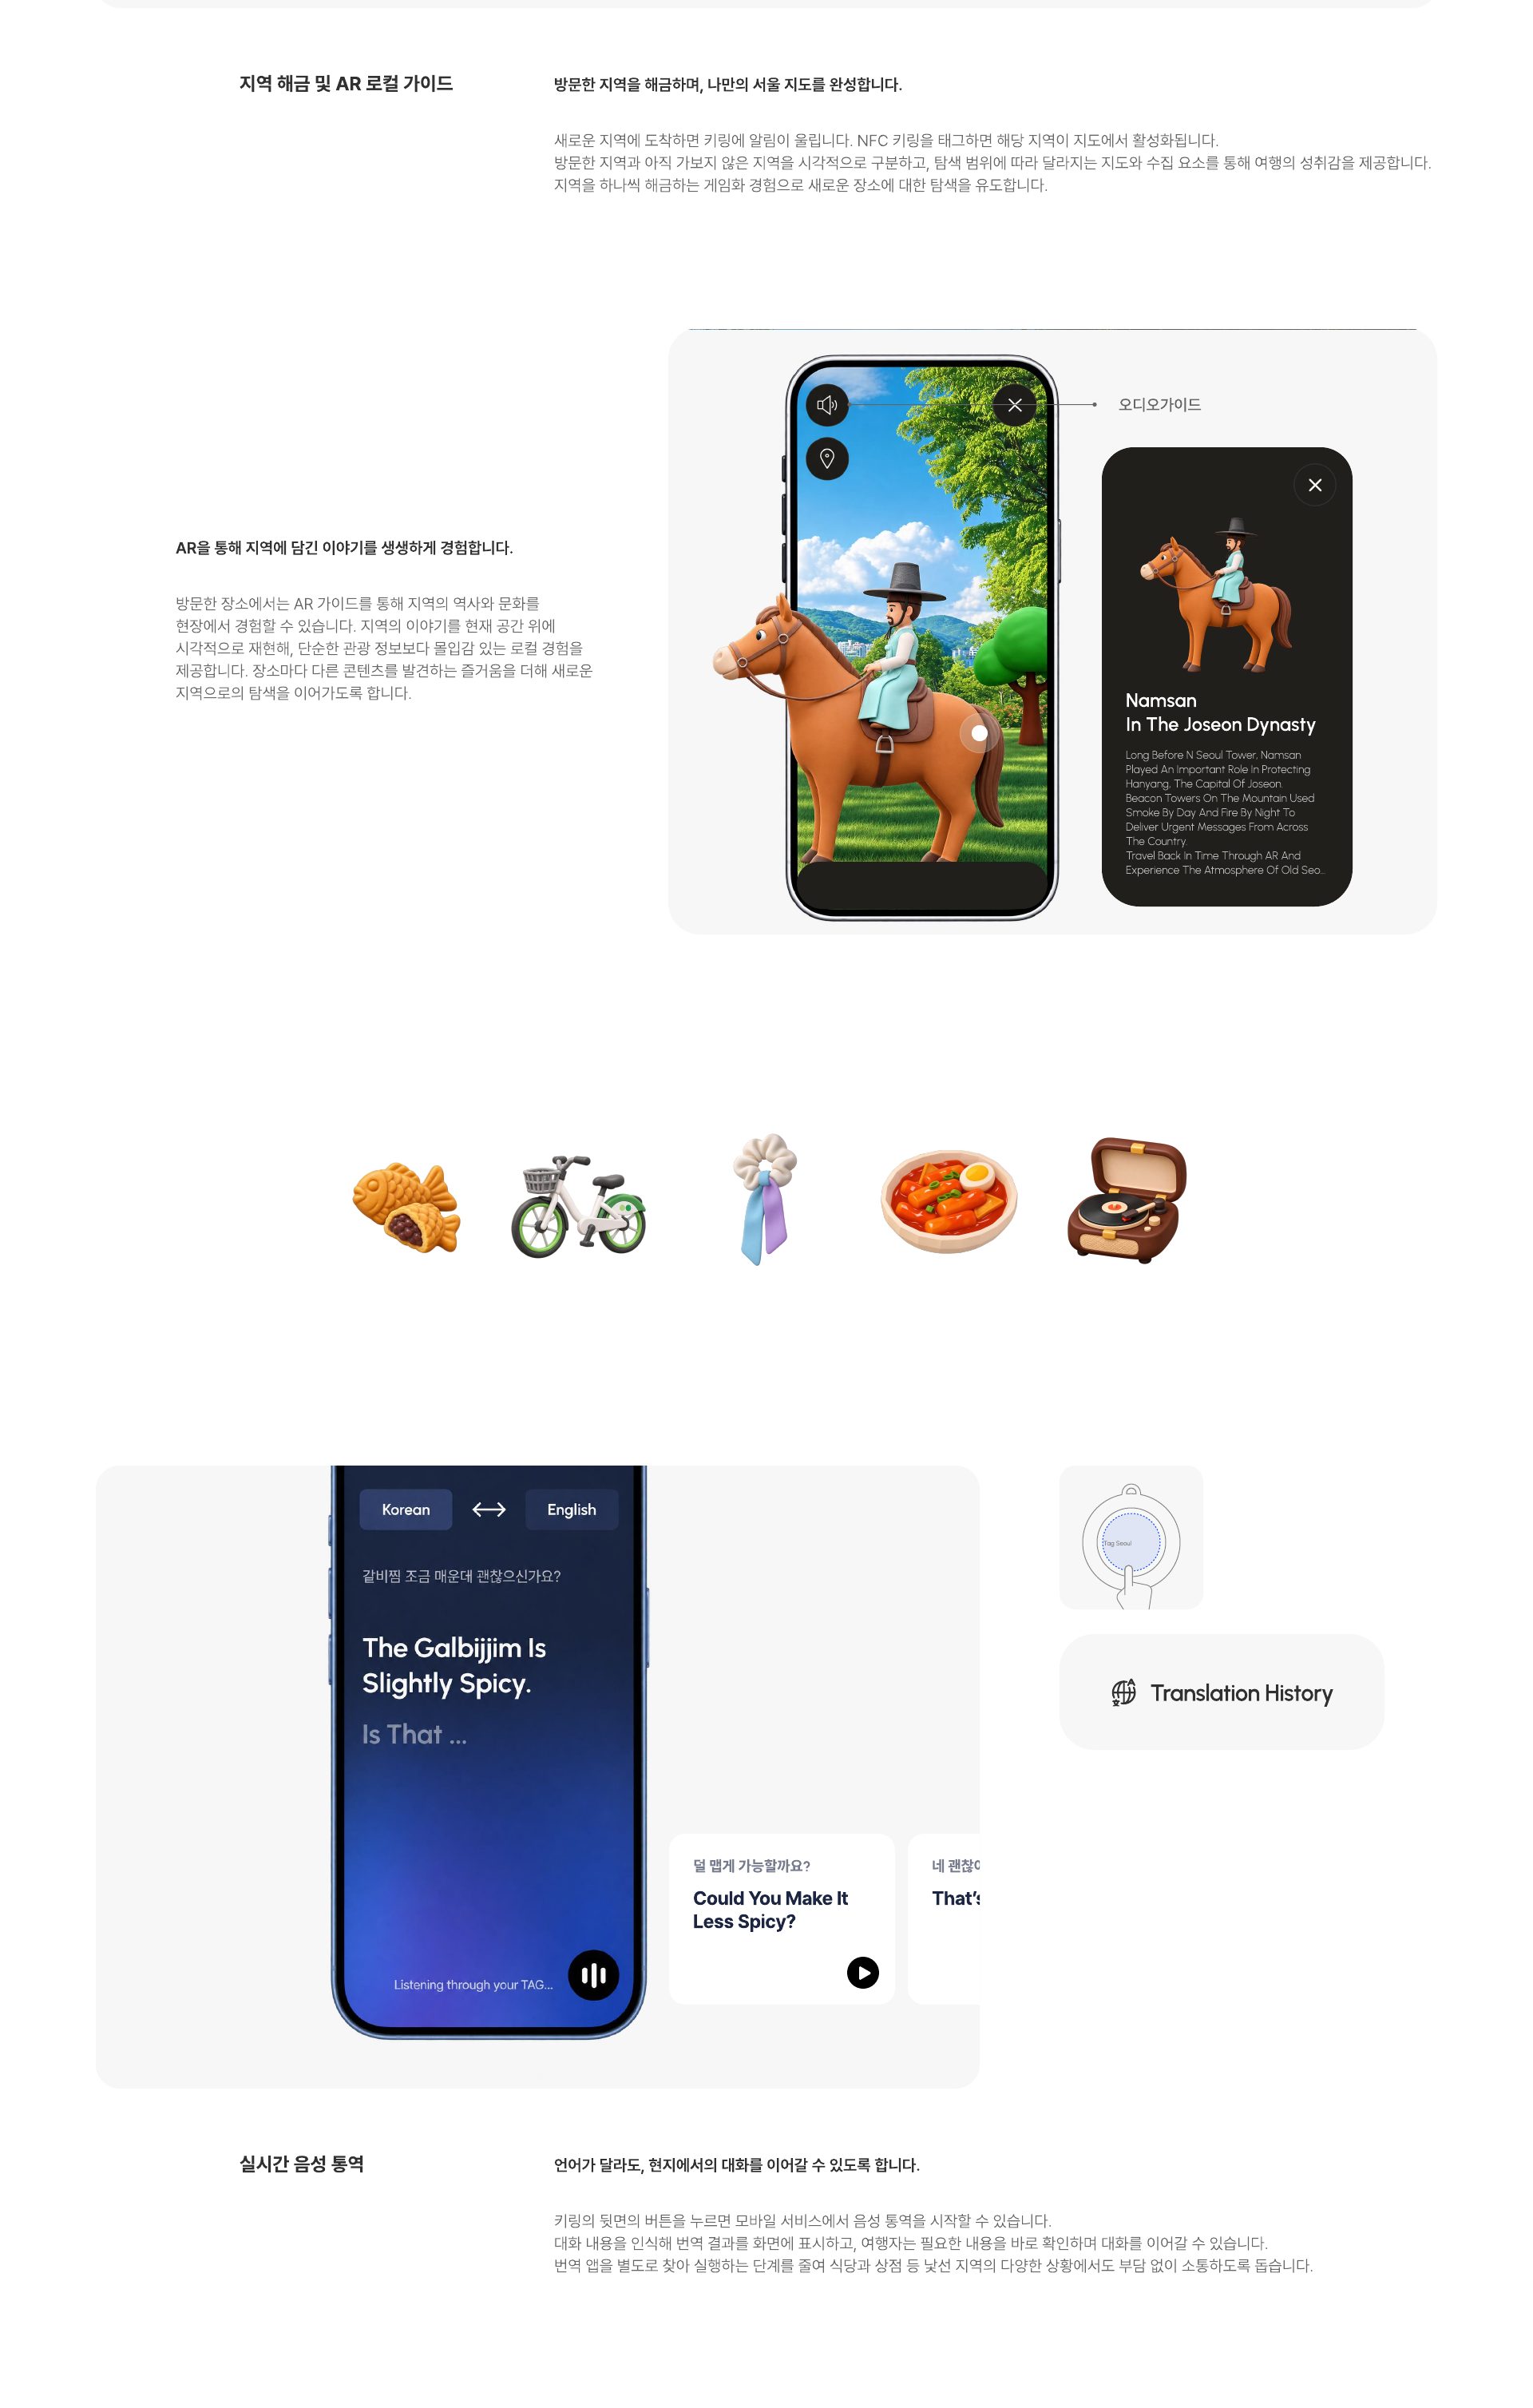 지역 해금 및 AR 로컬 가이드
방문한 지역을 해금하며, 나만의 서울 지도를 완성합니다.
새로운 지역에 도착하면 키링에 알림이 울립니다. NFC 키링을 태그하면 해당 지역이 지도에서 활성화됩니다.
방문한 지역과 아직 가보지 않은 지역을 시각적으로 구분하고, 탐색 범위에 따라 달라지는 지도와 수집 요소를 통해 여행의 성취감을 제공합니다.
지역을 하나씩 해금하는 게임화 경험으로 새로운 장소에 대한 탐색을 유도합니다.
AR을 통해 지역에 담긴 이야기를 생생하게 경험합니다.
방문한 장소에서는 AR 가이드를 통해 지역의 역사와 문화를
현장에서 경험할 수 있습니다. 지역의 이야기를 현재 공간 위에
시각적으로 재현해, 단순한 관광 정보보다 몰입감 있는 로컬 경험을
제공합니다. 장소마다 다른 콘텐츠를 발견하는 즐거움을 더해 새로운
지역으로의 탐색을 이어가도록 합니다.
오디오가이드
Namsan
In The Joseon Dynasty
Long Before N Seoul Tower, Namsan
Played An Important Role In Protecting
Hanyang, The Capital Of Joseon.
Beacon Towers On The Mountain Used
Smoke By Day And Fire By Night To
Deliver Urgent Messages From Across
The Country.
Travel Back In Time Through AR And
Experience The Atmosphere Of Old Seo...
Korean
English
갈비찜 조금 매운데 괜찮으신가요?
The Galbijjim Is
Slightly Spicy.
Is That ...
Listening through your TAG...
덜 맵게 가능할까요?
Could You Make It
Less Spicy?
네 괜찮
That's
Tag Seoul
Translation History
실시간 음성 통역
언어가 달라도, 현지에서의 대화를 이어갈 수 있도록 합니다.
키링의 뒷면의 버튼을 누르면 모바일 서비스에서 음성 통역을 시작할 수 있습니다.
대화 내용을 인식해 번역 결과를 화면에 표시하고, 여행자는 필요한 내용을 바로 확인하며 대화를 이어갈 수 있습니다.
번역 앱을 별도로 찾아 실행하는 단계를 줄여 식당과 상점 등 낯선 지역의 다양한 상황에서도 부담 없이 소통하도록 돕습니다.